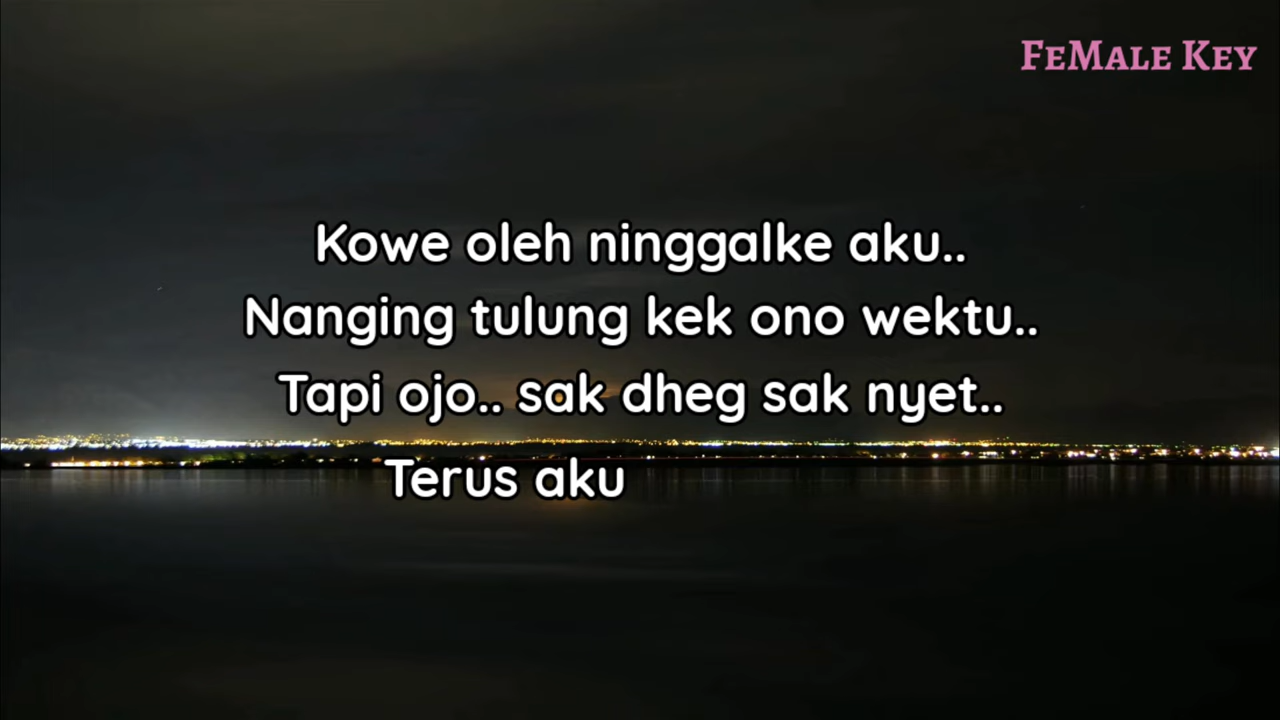 FeMale Key
Kowe oleh ninggalke aku..
Nanging tulung kek ono wektu..
Tapi ojo.. sak dheg sak nyet..
Terus aku